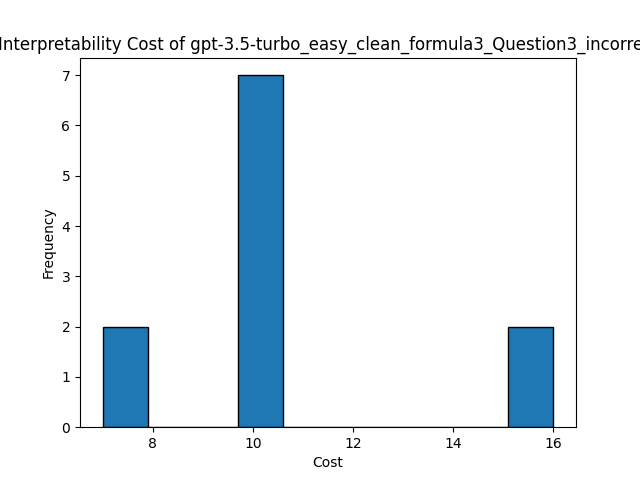 Interpretability Cost of gpt-3.5-turbo_easy_clean_formula3_Question3_incorre
7
6
5
4
3
2
1
0
Frequency
8 10 12 14 16
Cost